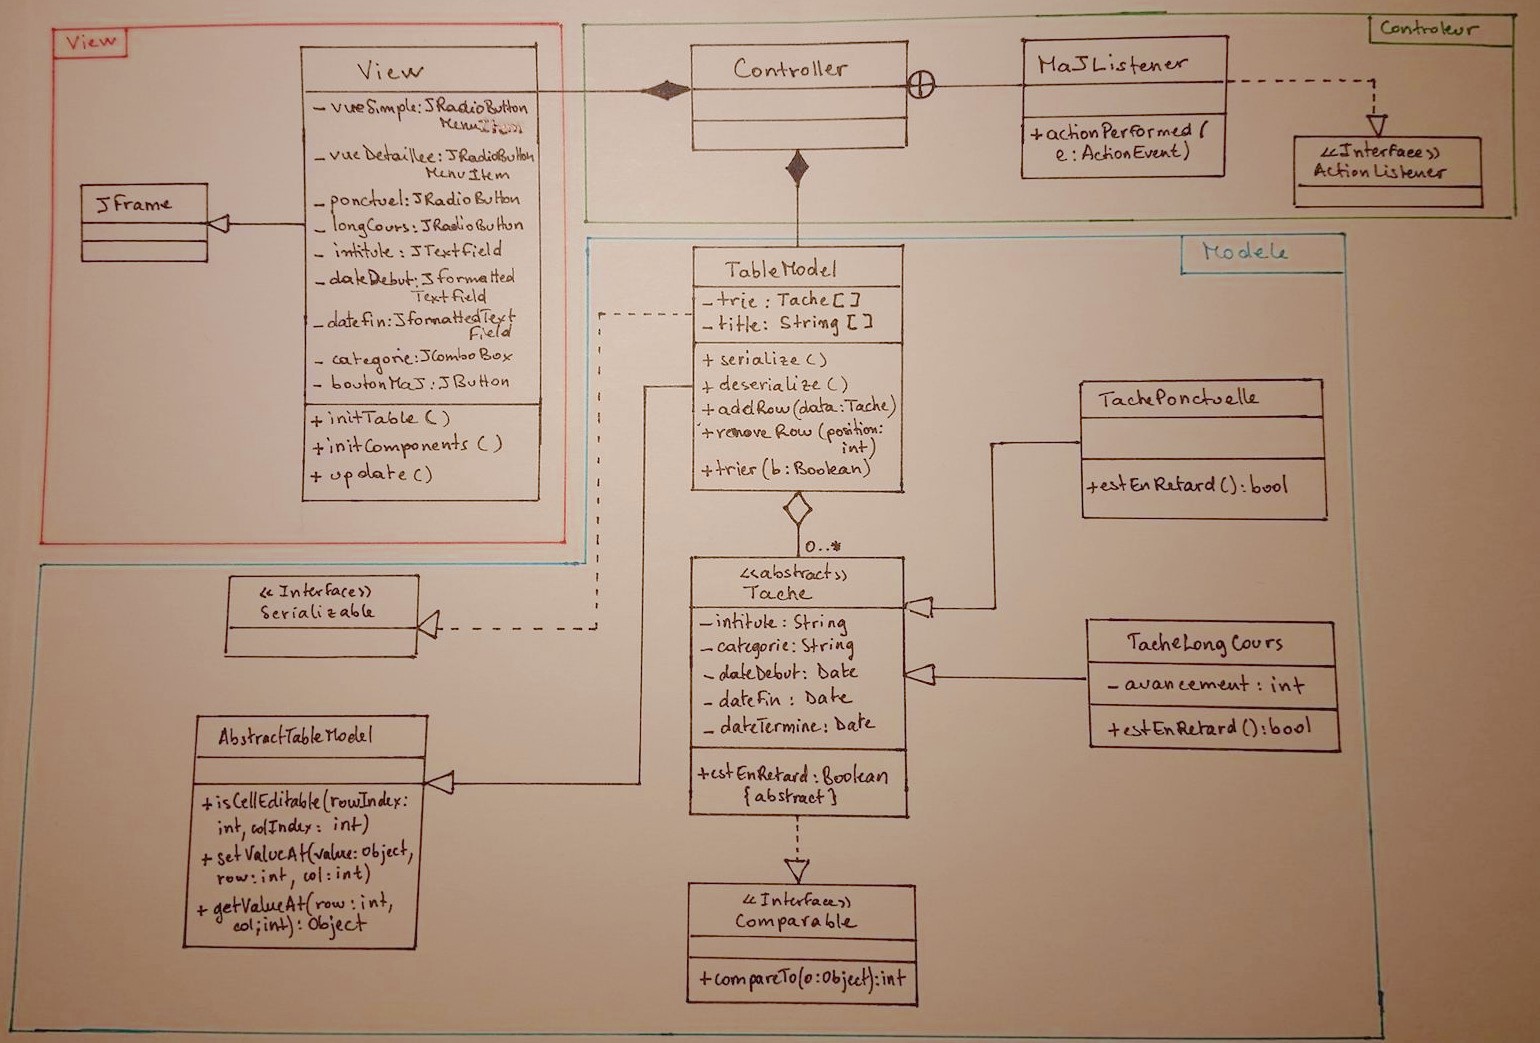 View
View
- vueSimple: JRadioButton
MenuItem
- vueDetaillee: JRadioButton
MenuItem
- ponctuel: JRadioButton
- longCours: JRadioButton
- intitule : JTextField
- dateDebut: Jformatted
Textfield
- datefin: JformattedText
Field
- categorie: JComboBox
- boutonMaJ: JButton
+ initTable ( )
+ initComponents ( )
+ update ( )
JFrame
Controleur
Controller
MaJListener
+ actionPerformed (
e : ActionEvent)
<<Interface>>
ActionListener
Modele
TableModel
- trie : Tache [ ]
- title: String [ ]
+ serialize ( )
+ deserialize ( )
+ addRow (data: Tache)
+ remove Row (position:
int)
+ trier (b: Boolean)
0..*
<<abstract>>
Tache
- intitule : String
- categorie: String
- dateDebut: Date
- dateFin : Date
- dateTermine: Date
+ estEnRetard : Boolean
{abstract}
<<Interface>>
Comparable
+ compareTo(o:Object):int
TachePonctuelle
+ estEnRetard(): bool
TacheLongCours
- avancement : int
+ estEnRetard():bool
<<Interface>>
Serializable
AbstractTableModel
+ isCellEditable(rowIndex:
int, colIndex: int)
+ setValueAt(value: Object,
row: int, col: int)
+ getValueAt(row : int,
col;int): Object